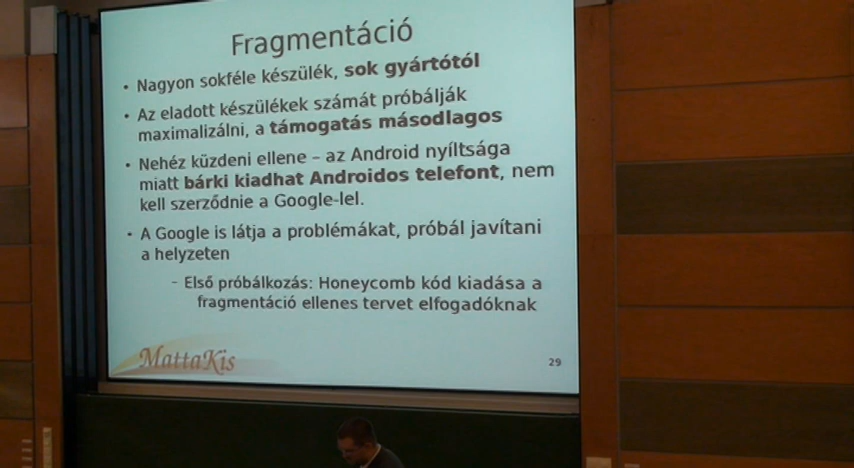 Fragmentáció
• Nagyon sokféle készülék, sok gyártótól
• Az eladott készülékek számát próbálják
maximalizálni, a támogatás másodlagos
• Nehéz küzdeni ellene – az Android nyíltsága
miatt bárki kiadhat Androidos telefont, nem
kell szerződnie a Google-lel.
• A Google is látja a problémákat, próbál javítani
a helyzeten
– Első próbálkozás: Honeycomb kód kiadása a
fragmentáció ellenes tervet elfogadóknak
MattaKis
29